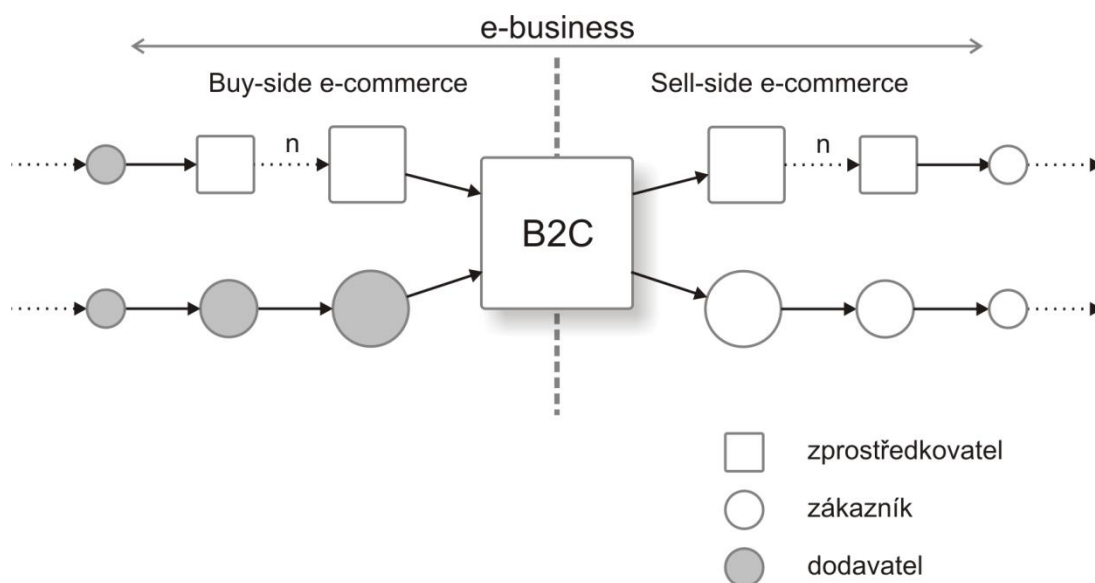 e-business
Buy-side e-commerce
Sell-side e-commerce
n
n
B2C
zprostředkovatel
zákazník
dodavatel